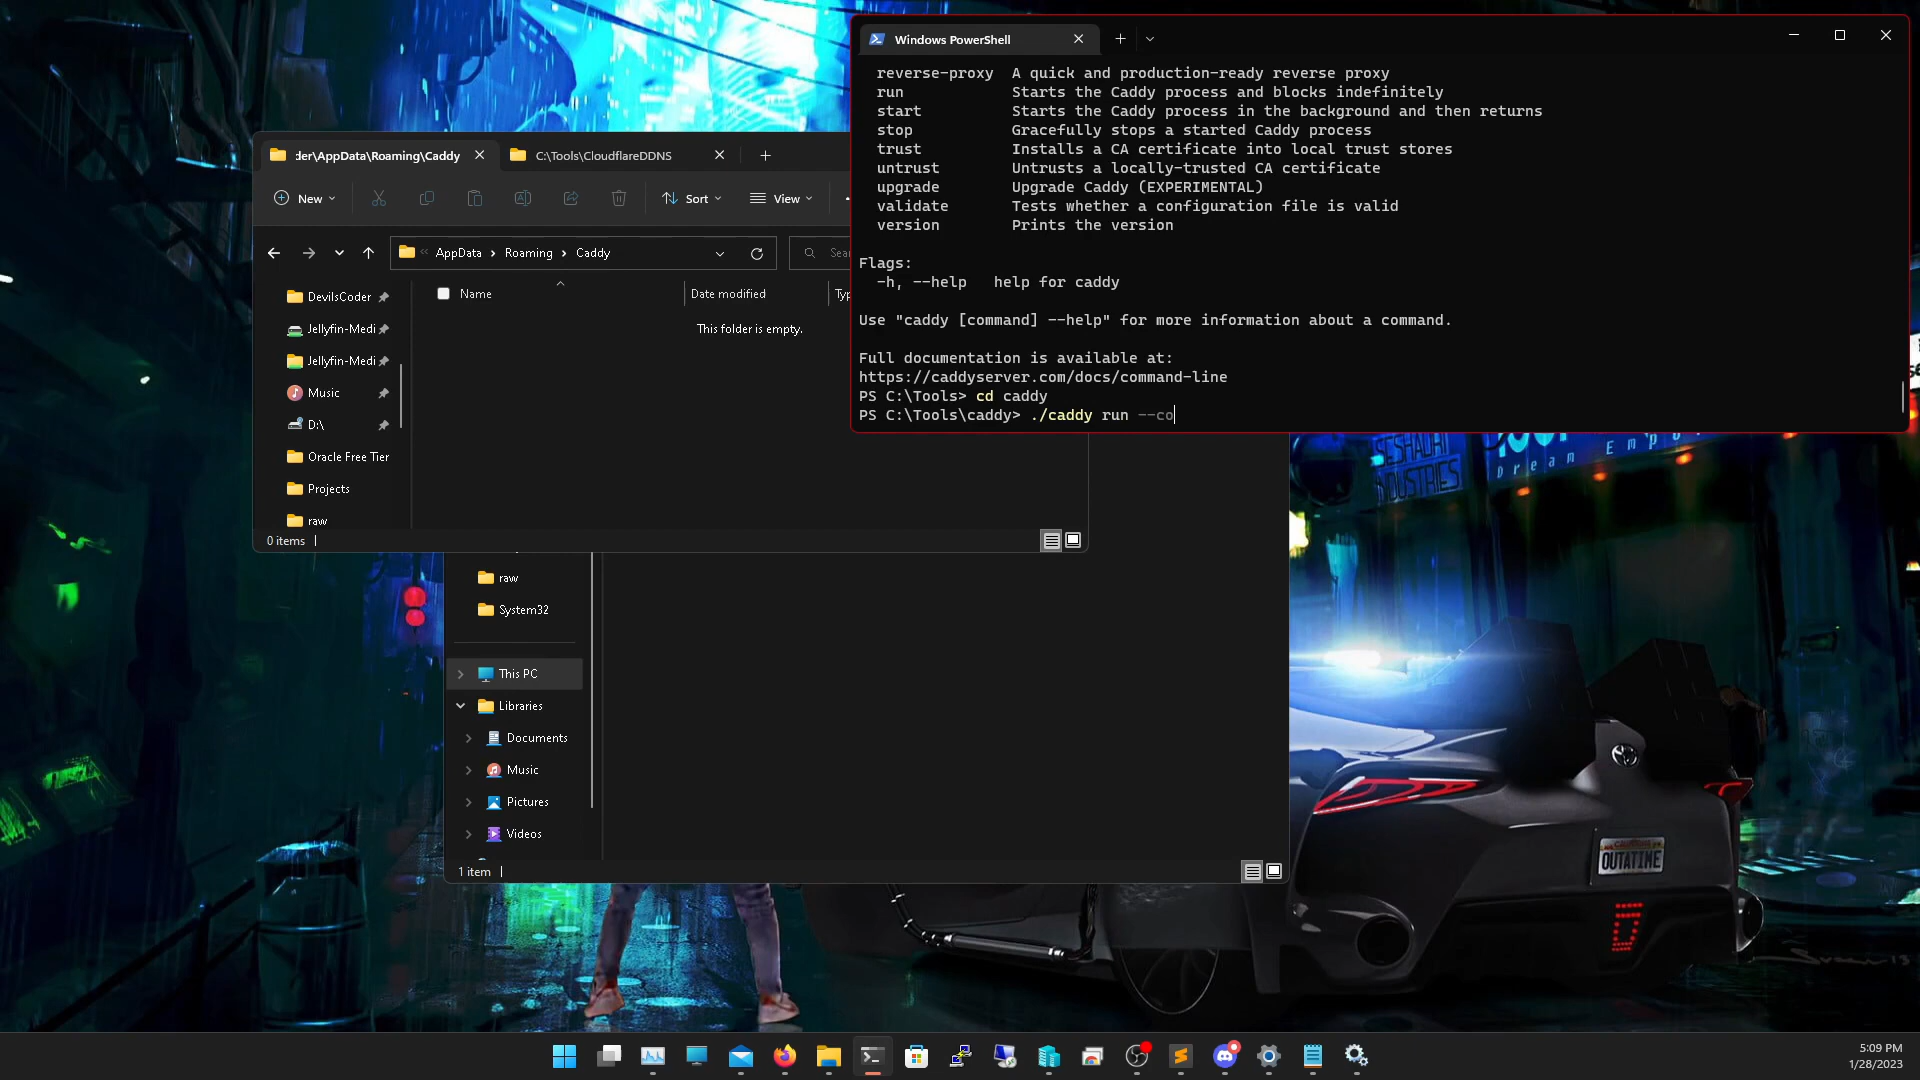 Windows PowerShell
reverse-proxy A quick and production-ready reverse proxy
run Starts the Caddy process and blocks indefinitely
start Starts the Caddy process in the background and then returns
stop Gracefully stops a started Caddy process
trust Installs a CA certificate into local trust stores
untrust Untrusts a locally-trusted CA certificate
upgrade Upgrade Caddy (EXPERIMENTAL)
validate Tests whether a configuration file is valid
version Prints the version
Flags:
-h, --help help for caddy
Use "caddy [command] --help" for more information about a command.
Full documentation is available at:
https://caddyserver.com/docs/command-line
PS C:\Tools> cd caddy
PS C:\Tools\caddy> ./caddy run --co
der\AppData\Roaming\Caddy
C:\Tools\CloudflareDDNS
New
Sort
View
AppData > Roaming > Caddy
Sea
Name
Date modified
Ty
This folder is empty.
DevilsCoder
Jellyfin-Medi
Jellyfin-Medi
Music
D:\
Oracle Free Tier
Projects
raw
0 items
raw
System32
This PC
Libraries
Documents
Music
Pictures
Videos
1 item
SESHADRI
INDUSTRIES
Dream Emp
OUTATIME
5:09 PM
1/28/2023